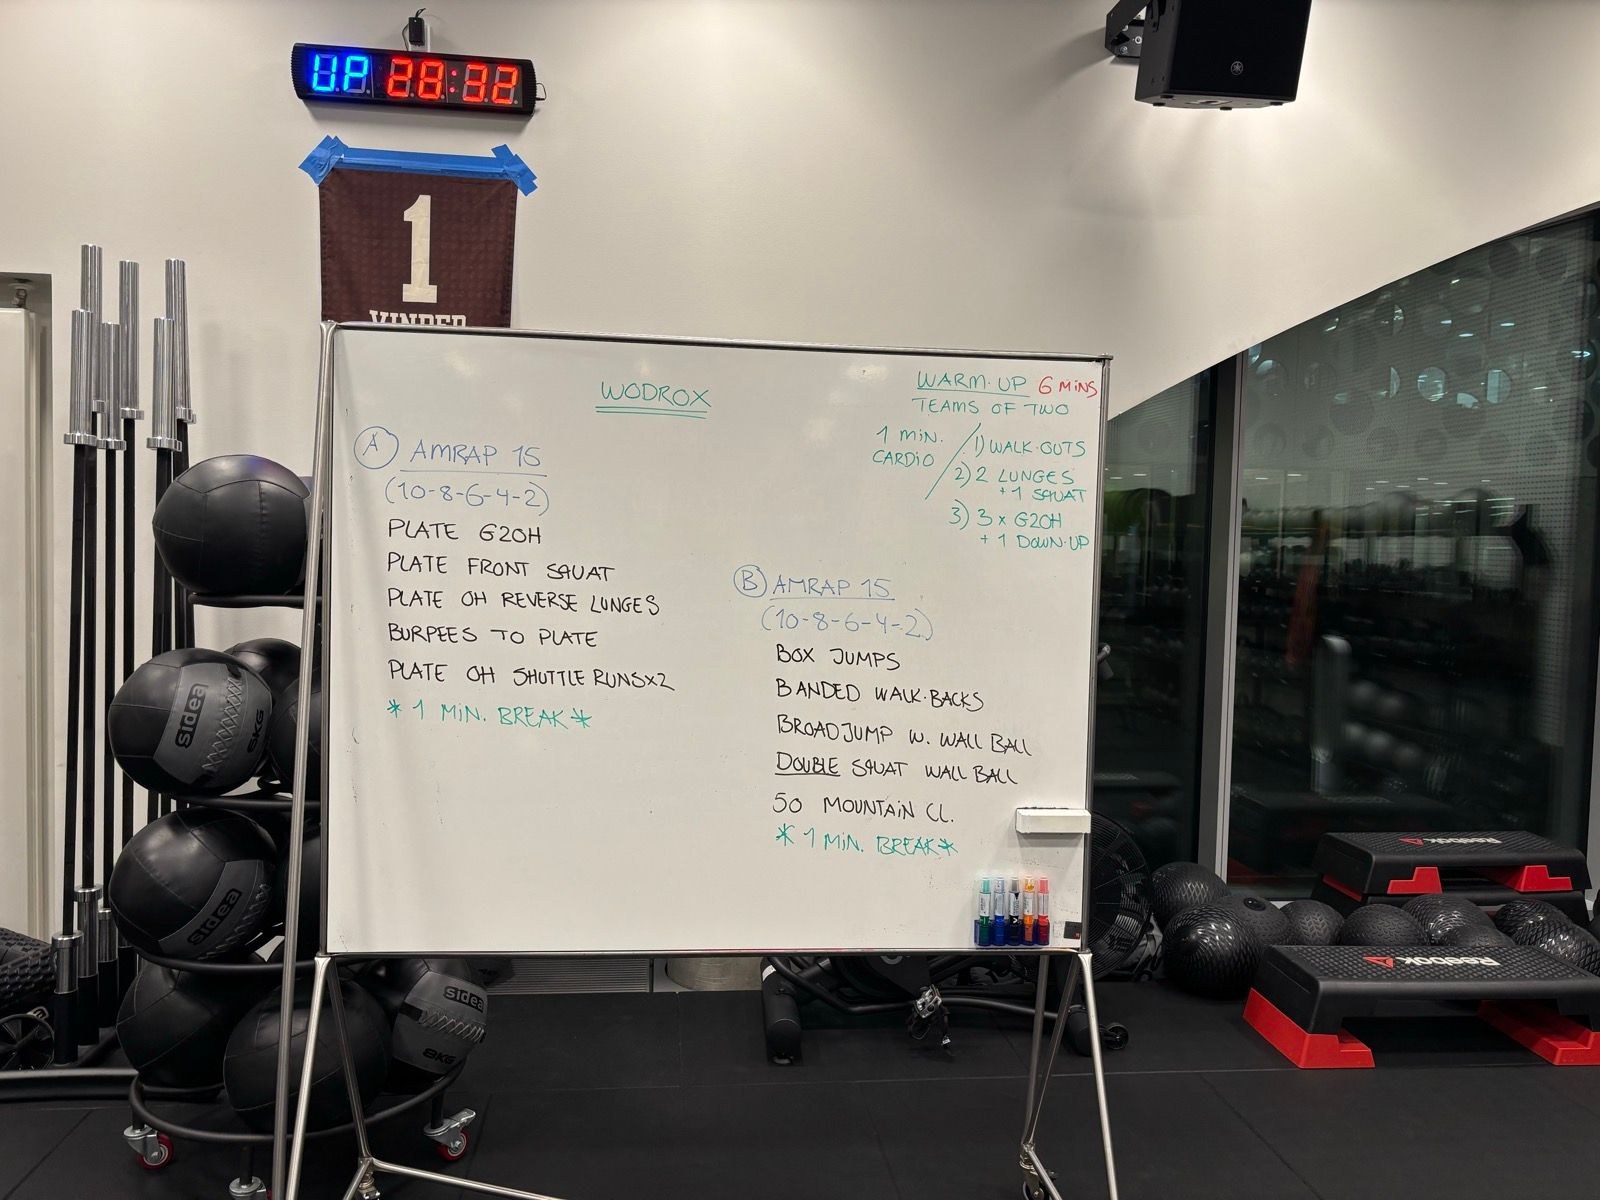 UP 28:32
1
WODROX
WARM-UP 6 MINS
TEAMS OF TWO
1 MIN.
CARDIO
1) WALK-OUTS
2) 2 LUNGES
+ 1 SQUAT
3) 3 x G2OH
+ 1 DOWN-UP
A AMRAP 15
(10-8-6-4-2)
PLATE G2OH
PLATE FRONT SQUAT
PLATE OH REVERSE LUNGES
BURPEES TO PLATE
PLATE OH SHUTTLE RUNS x2
* 1 MIN. BREAK *
B AMRAP 15
(10-8-6-4-2)
BOX JUMPS
BANDED WALK-BACKS
BROADJUMP W. WALL BALL
DOUBLE SQUAT WALL BALL
50 MOUNTAIN CL.
* 1 MIN. BREAK *
sidea
6KG
sidea
sidea
8KG
Reebok
Reebok